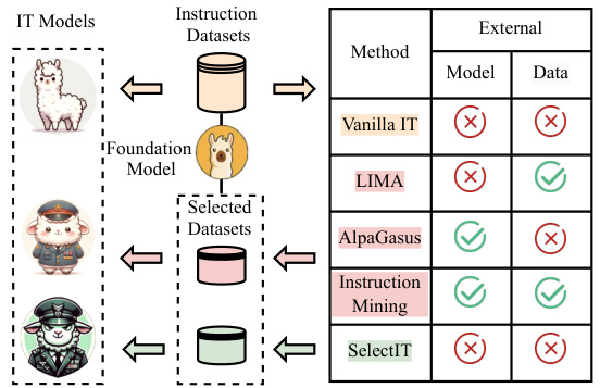 IT Models
Instruction
Datasets
Foundation
Model
Selected
Datasets
Method
External
Model
Data
Vanilla IT
LIMA
AlpaGasus
Instruction
Mining
SelectIT